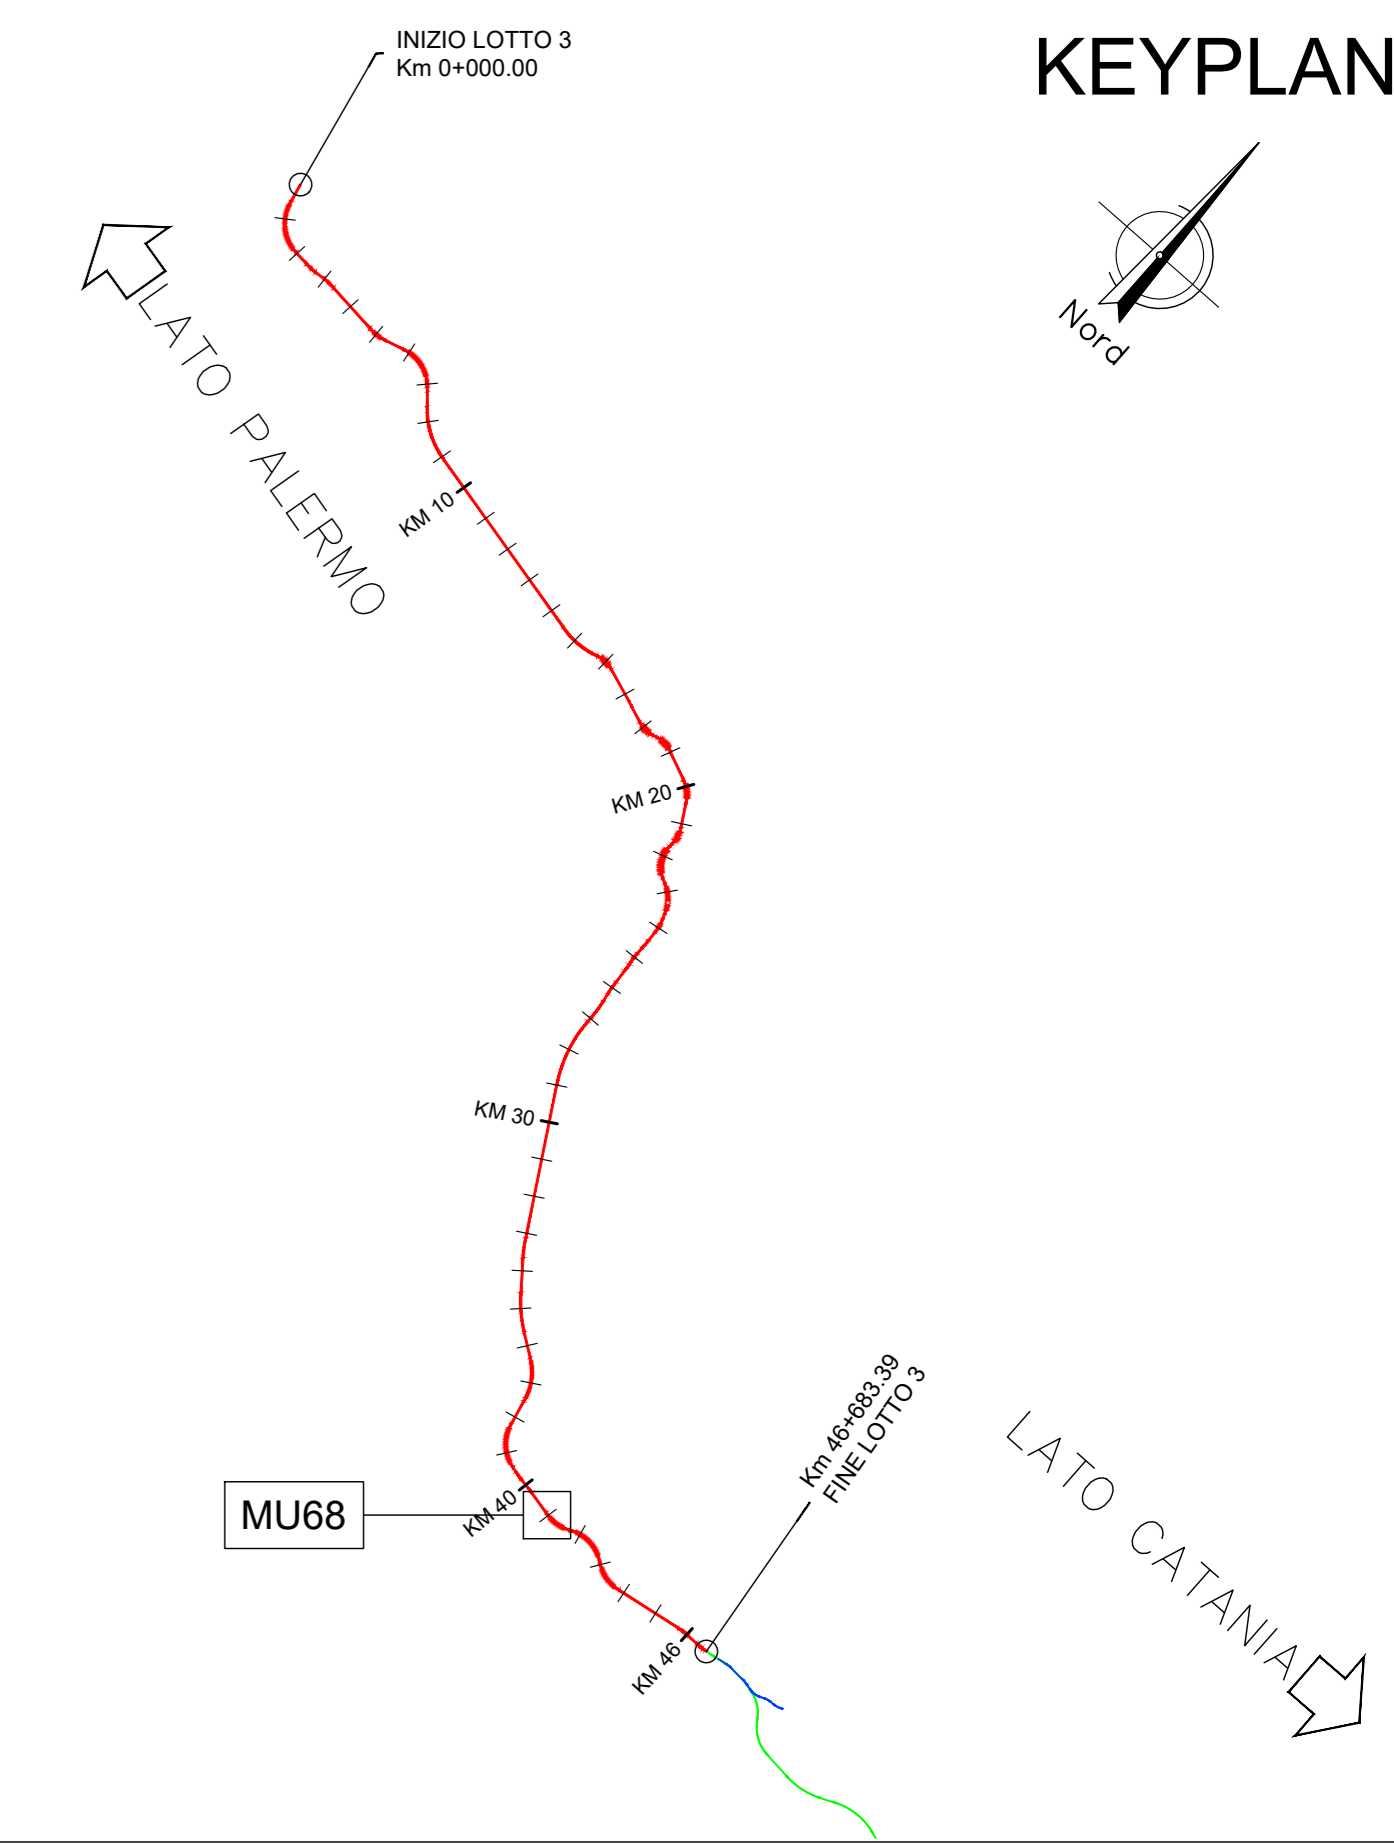 INIZIO LOTTO 3
Km 0+000.00
KEYPLAN
Nord
LATO PALERMO
KM 10
KM 20
KM 30
Km 46+683.39
FINE LOTTO 3
LATO CATANIA
MU68
KM 40
KM 46